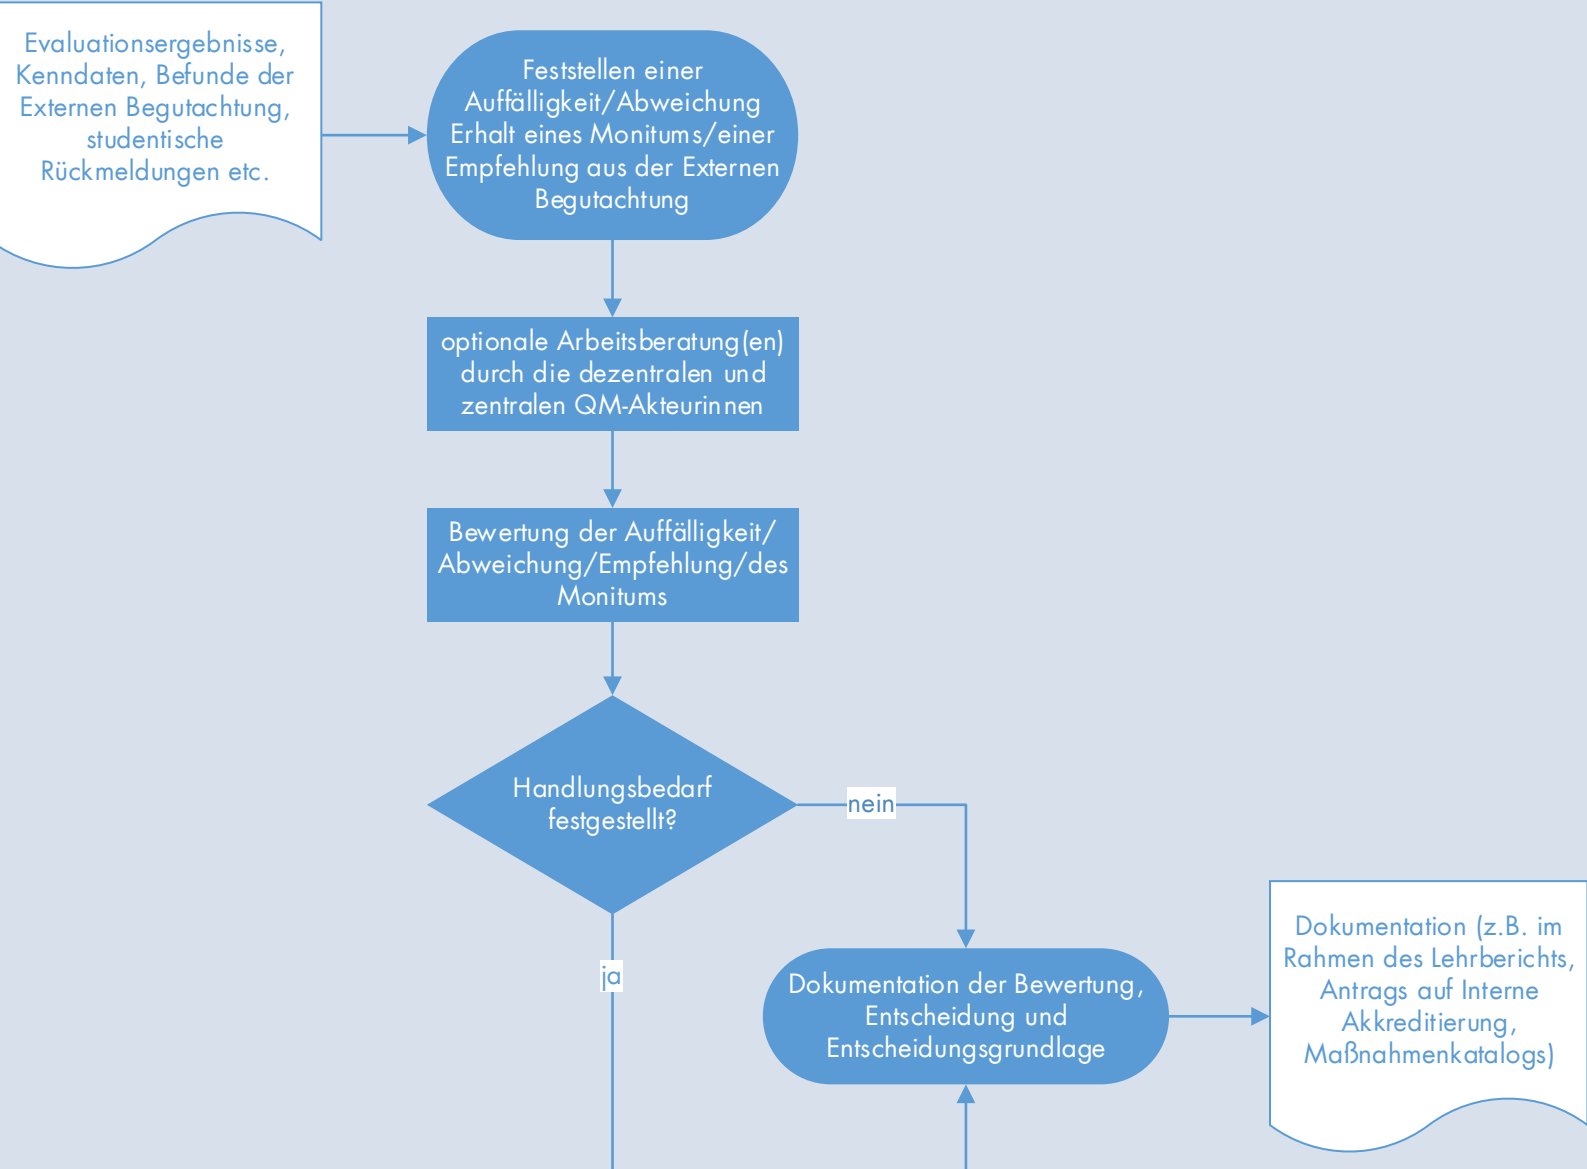 Evaluationsergebnisse,
Kenndaten, Befunde der
Externen Begutachtung,
studentische
Rückmeldungen etc.
Feststellen einer
Auffälligkeit/Abweichung
Erhalt eines Monitums/einer
Empfehlung aus der Externen
Begutachtung
optionale Arbeitsberatung(en)
durch die dezentralen und
zentralen QM-Akteurinnen
Bewertung der Auffälligkeit/
Abweichung/Empfehlung/des
Monitums
Handlungsbedarf
festgestellt?
nein
ja
Dokumentation der Bewertung,
Entscheidung und
Entscheidungsgrundlage
Dokumentation (z.B. im
Rahmen des Lehrberichts,
Antrags auf Interne
Akkreditierung,
Maßnahmenkatalogs)